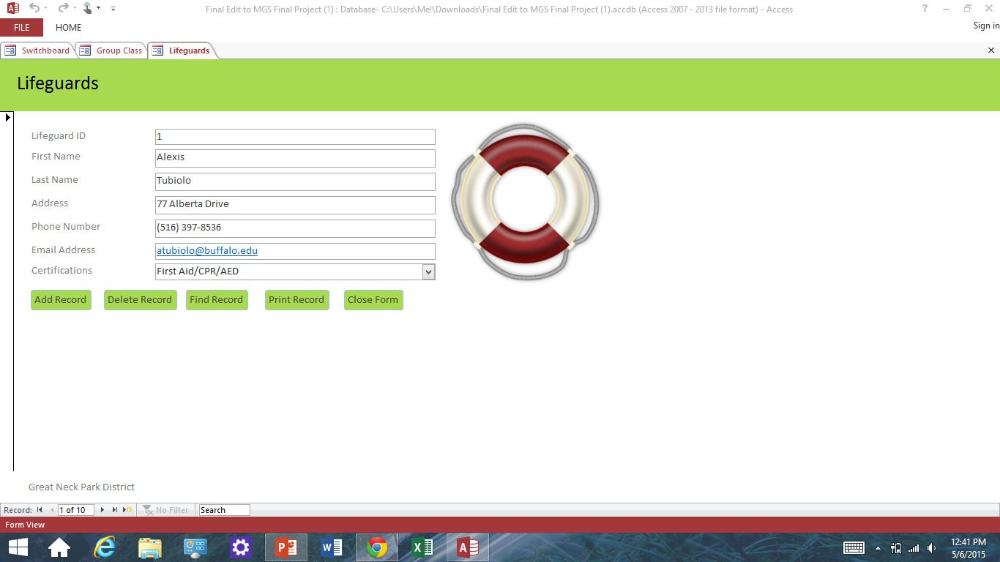 Final Edit to MGS Final Project (1) : Database- C:\Users\Me!\Downloads\Final Edit to MGS Final Project (1).accdb (Access 2007 - 2013 file format) - Access
FILE HOME Sign in
Switchboard Group Class Lifeguards
Lifeguards
Lifeguard ID 1
First Name Alexis
Last Name Tubiolo
Address 77 Alberta Drive
Phone Number (516) 397-8536
Email Address atubiolo@buffalo.edu
Certifications First Aid/CPR/AED
Add Record Delete Record Find Record Print Record Close Form
Great Neck Park District
Record: 1 of 10 No Filter Search
Form View
12:41 PM
5/6/2015